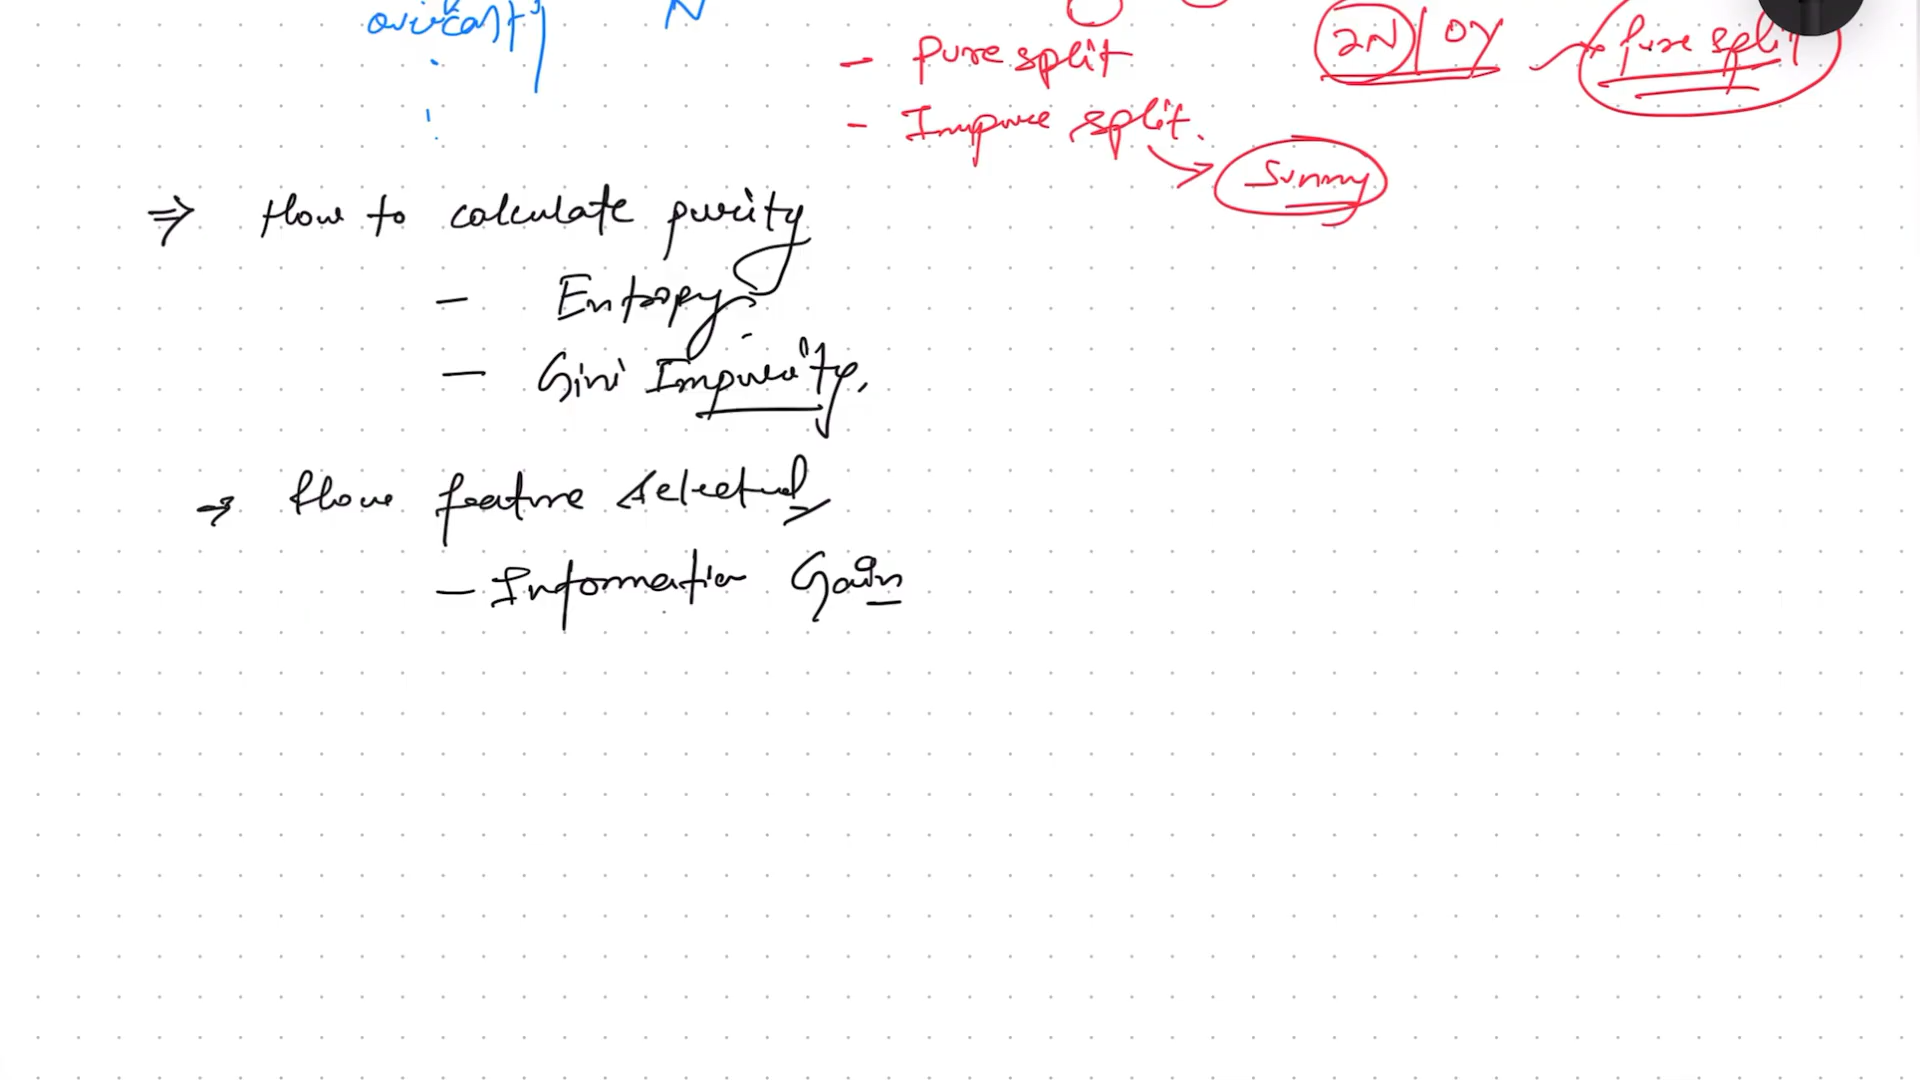 overcast N
- Pure split 2N | 0Y → Pure split
- Impure split. → Sunny
⇒ How to calculate purity
- Entropy
- Gini Impurity,
→ How feature selected
- Information Gain